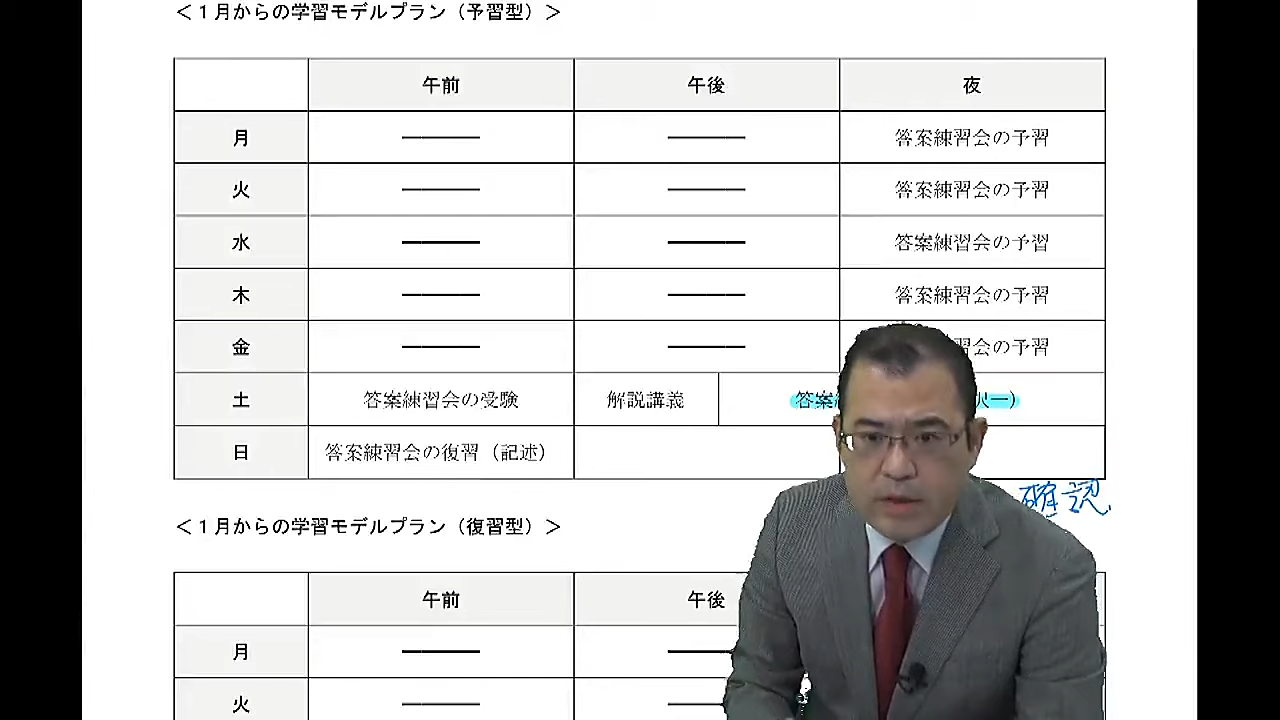 ＜１月からの学習モデルプラン（予習型）＞
午前 午後 夜
月 ――― ――― 答案練習会の予習
火 ――― ――― 答案練習会の予習
水 ――― ――― 答案練習会の予習
木 ――― ――― 答案練習会の予習
金 ――― ――― 習会の予習
土 答案練習会の受験 解説講義 答案 択一）
日 答案練習会の復習（記述）
確認
＜１月からの学習モデルプラン（復習型）＞
午前 午後
月 ――― ―――
火 ――― ―――